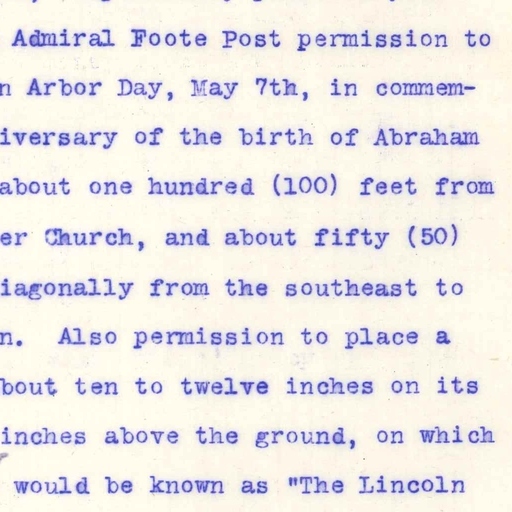 Admiral Foote Post permission to
n Arbor Day, May 7th, in commem-
iversary of the birth of Abraham
about one hundred (100) feet from
er Church, and about fifty (50)
iagonally from the southeast to
n. Also permission to place a
bout ten to twelve inches on its
inches above the ground, on which
would be known as "The Lincoln